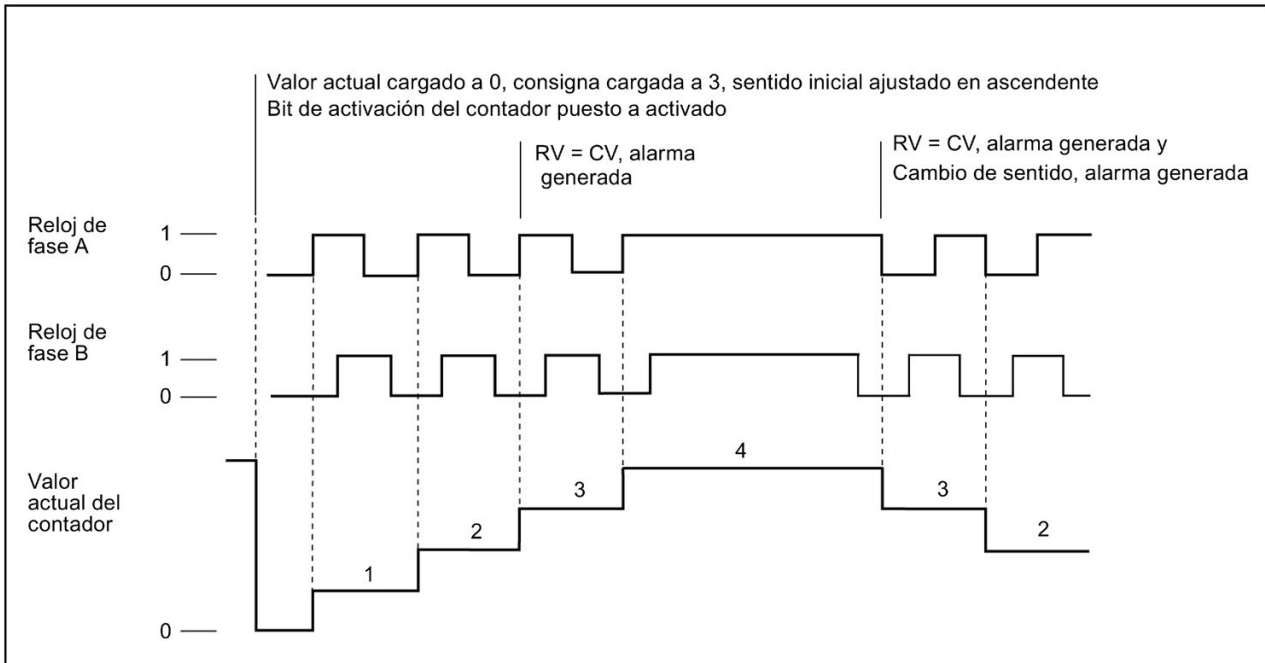 Valor actual cargado a 0, consigna cargada a 3, sentido inicial ajustado en ascendente
Bit de activación del contador puesto a activado
RV = CV, alarma
generada
RV = CV, alarma generada y
Cambio de sentido, alarma generada
Reloj de
fase A
1
0
Reloj de
fase B
1
0
Valor
actual del
contador
4
3
3
2
2
1
0